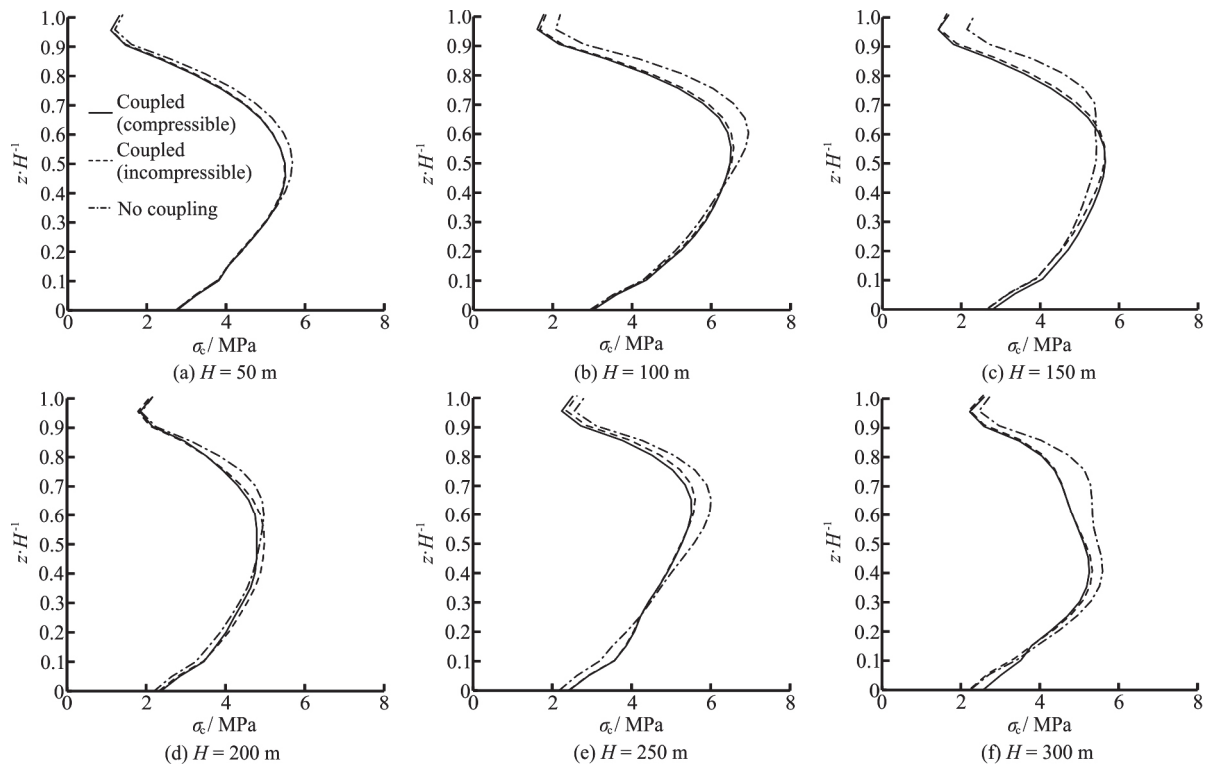 1.0
0.9
0.8
0.7
0.6
0.5
0.4
0.3
0.2
0.1
0
z·H⁻¹
Coupled
(compressible)
Coupled
(incompressible)
No coupling
0 2 4 6 8
σc / MPa
(a) H = 50 m
1.0
0.9
0.8
0.7
0.6
0.5
0.4
0.3
0.2
0.1
0
z·H⁻¹
0 2 4 6 8
σc / MPa
(b) H = 100 m
1.0
0.9
0.8
0.7
0.6
0.5
0.4
0.3
0.2
0.1
0
z·H⁻¹
0 2 4 6 8
σc / MPa
(c) H = 150 m
1.0
0.9
0.8
0.7
0.6
0.5
0.4
0.3
0.2
0.1
0
z·H⁻¹
0 2 4 6 8
σc / MPa
(d) H = 200 m
1.0
0.9
0.8
0.7
0.6
0.5
0.4
0.3
0.2
0.1
0
z·H⁻¹
0 2 4 6 8
σc / MPa
(e) H = 250 m
1.0
0.9
0.8
0.7
0.6
0.5
0.4
0.3
0.2
0.1
0
z·H⁻¹
0 2 4 6 8
σc / MPa
(f) H = 300 m